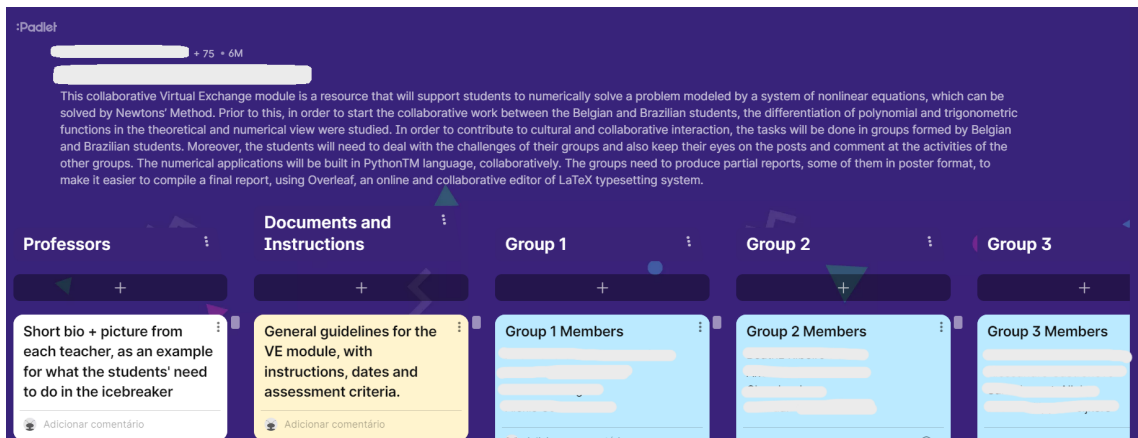 :Padlet
+ 75 • 6M
This collaborative Virtual Exchange module is a resource that will support students to numerically solve a problem modeled by a system of nonlinear equations, which can be
solved by Newtons' Method. Prior to this, in order to start the collaborative work between the Belgian and Brazilian students, the differentiation of polynomial and trigonometric
functions in the theoretical and numerical view were studied. In order to contribute to cultural and collaborative interaction, the tasks will be done in groups formed by Belgian
and Brazilian students. Moreover, the students will need to deal with the challenges of their groups and also keep their eyes on the posts and comment at the activities of the
other groups. The numerical applications will be built in PythonTM language, collaboratively. The groups need to produce partial reports, some of them in poster format, to
make it easier to compile a final report, using Overleaf, an online and collaborative editor of LaTeX typesetting system.
Professors
Documents and
Instructions
Group 1
Group 2
Group 3
+
+
+
+
+
Short bio + picture from
each teacher, as an example
for what the students' need
to do in the icebreaker
Adicionar comentário
General guidelines for the
VE module, with
instructions, dates and
assessment criteria.
Adicionar comentário
Group 1 Members
Group 2 Members
Group 3 Members